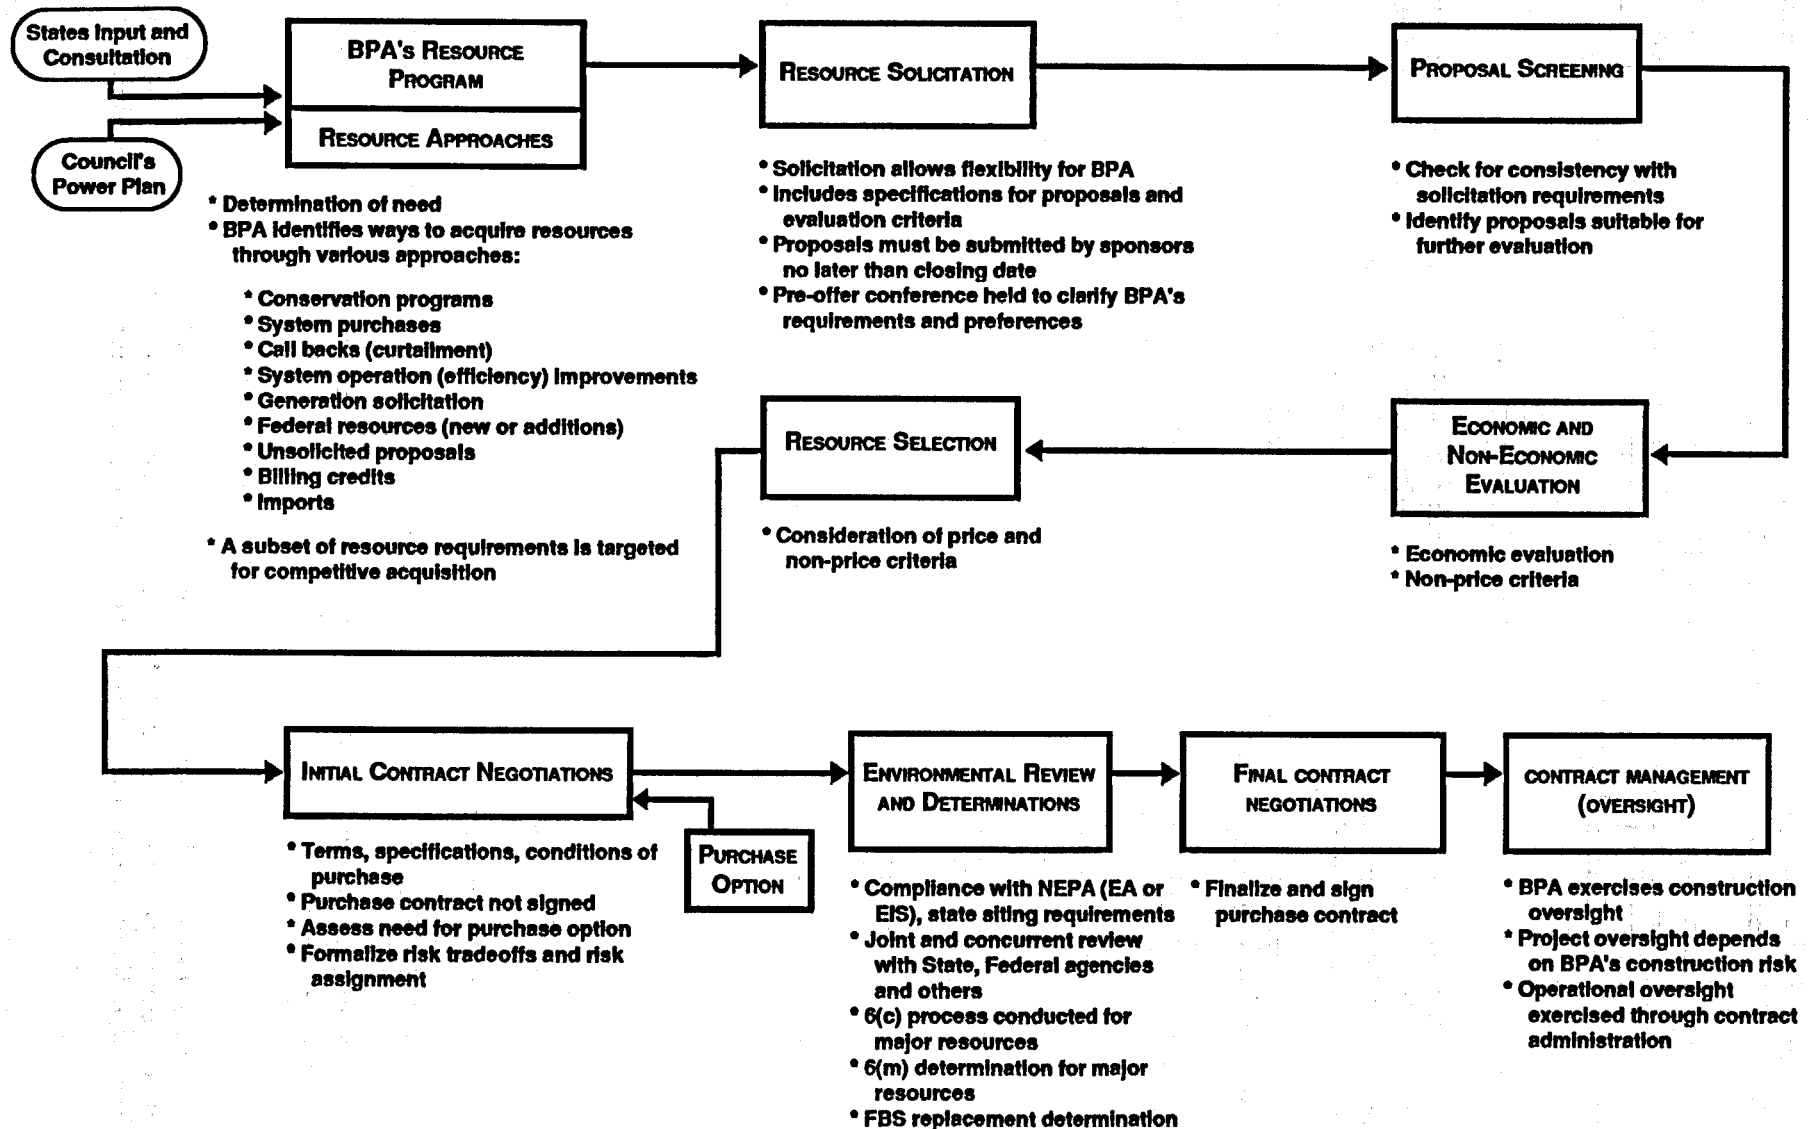 States Input and
Consultation
Council's
Power Plan
BPA's RESOURCE
PROGRAM
RESOURCE APPROACHES
* Determination of need
* BPA identifies ways to acquire resources
through various approaches:
* Conservation programs
* System purchases
* Call backs (curtailment)
* System operation (efficiency) improvements
* Generation solicitation
* Federal resources (new or additions)
* Unsolicited proposals
* Billing credits
* Imports
* A subset of resource requirements is targeted
for competitive acquisition
RESOURCE SOLICITATION
* Solicitation allows flexibility for BPA
* Includes specifications for proposals and
evaluation criteria
* Proposals must be submitted by sponsors
no later than closing date
* Pre-offer conference held to clarify BPA's
requirements and preferences
PROPOSAL SCREENING
* Check for consistency with
solicitation requirements
* Identify proposals suitable for
further evaluation
ECONOMIC AND
NON-ECONOMIC
EVALUATION
* Economic evaluation
* Non-price criteria
RESOURCE SELECTION
* Consideration of price and
non-price criteria
INITIAL CONTRACT NEGOTIATIONS
* Terms, specifications, conditions of
purchase
* Purchase contract not signed
* Assess need for purchase option
* Formalize risk tradeoffs and risk
assignment
PURCHASE
OPTION
ENVIRONMENTAL REVIEW
AND DETERMINATIONS
* Compliance with NEPA (EA or
EIS), state siting requirements
* Joint and concurrent review
with State, Federal agencies
and others
* 6(c) process conducted for
major resources
* 6(m) determination for major
resources
* FBS replacement determination
FINAL CONTRACT
NEGOTIATIONS
* Finalize and sign
purchase contract
CONTRACT MANAGEMENT
(OVERSIGHT)
* BPA exercises construction
oversight
* Project oversight depends
on BPA's construction risk
* Operational oversight
exercised through contract
administration